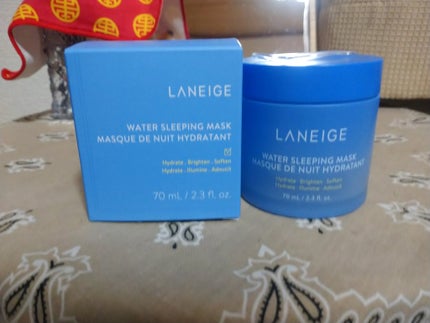 LANEIGE
WATER SLEEPING MASK
MASQUE DE NUIT HYDRATANT
Hydrate . Brighten . Soften
Hydrate . Illumine . Adoucit
70 mL / 2.3 fl. oz.
LANEIGE
WATER SLEEPING MASK
MASQUE DE NUIT HYDRATANT
Hydrate . Brighten . Soften
Hydrate . Illumine . Adoucit
70 mL / 2.3 fl. oz.